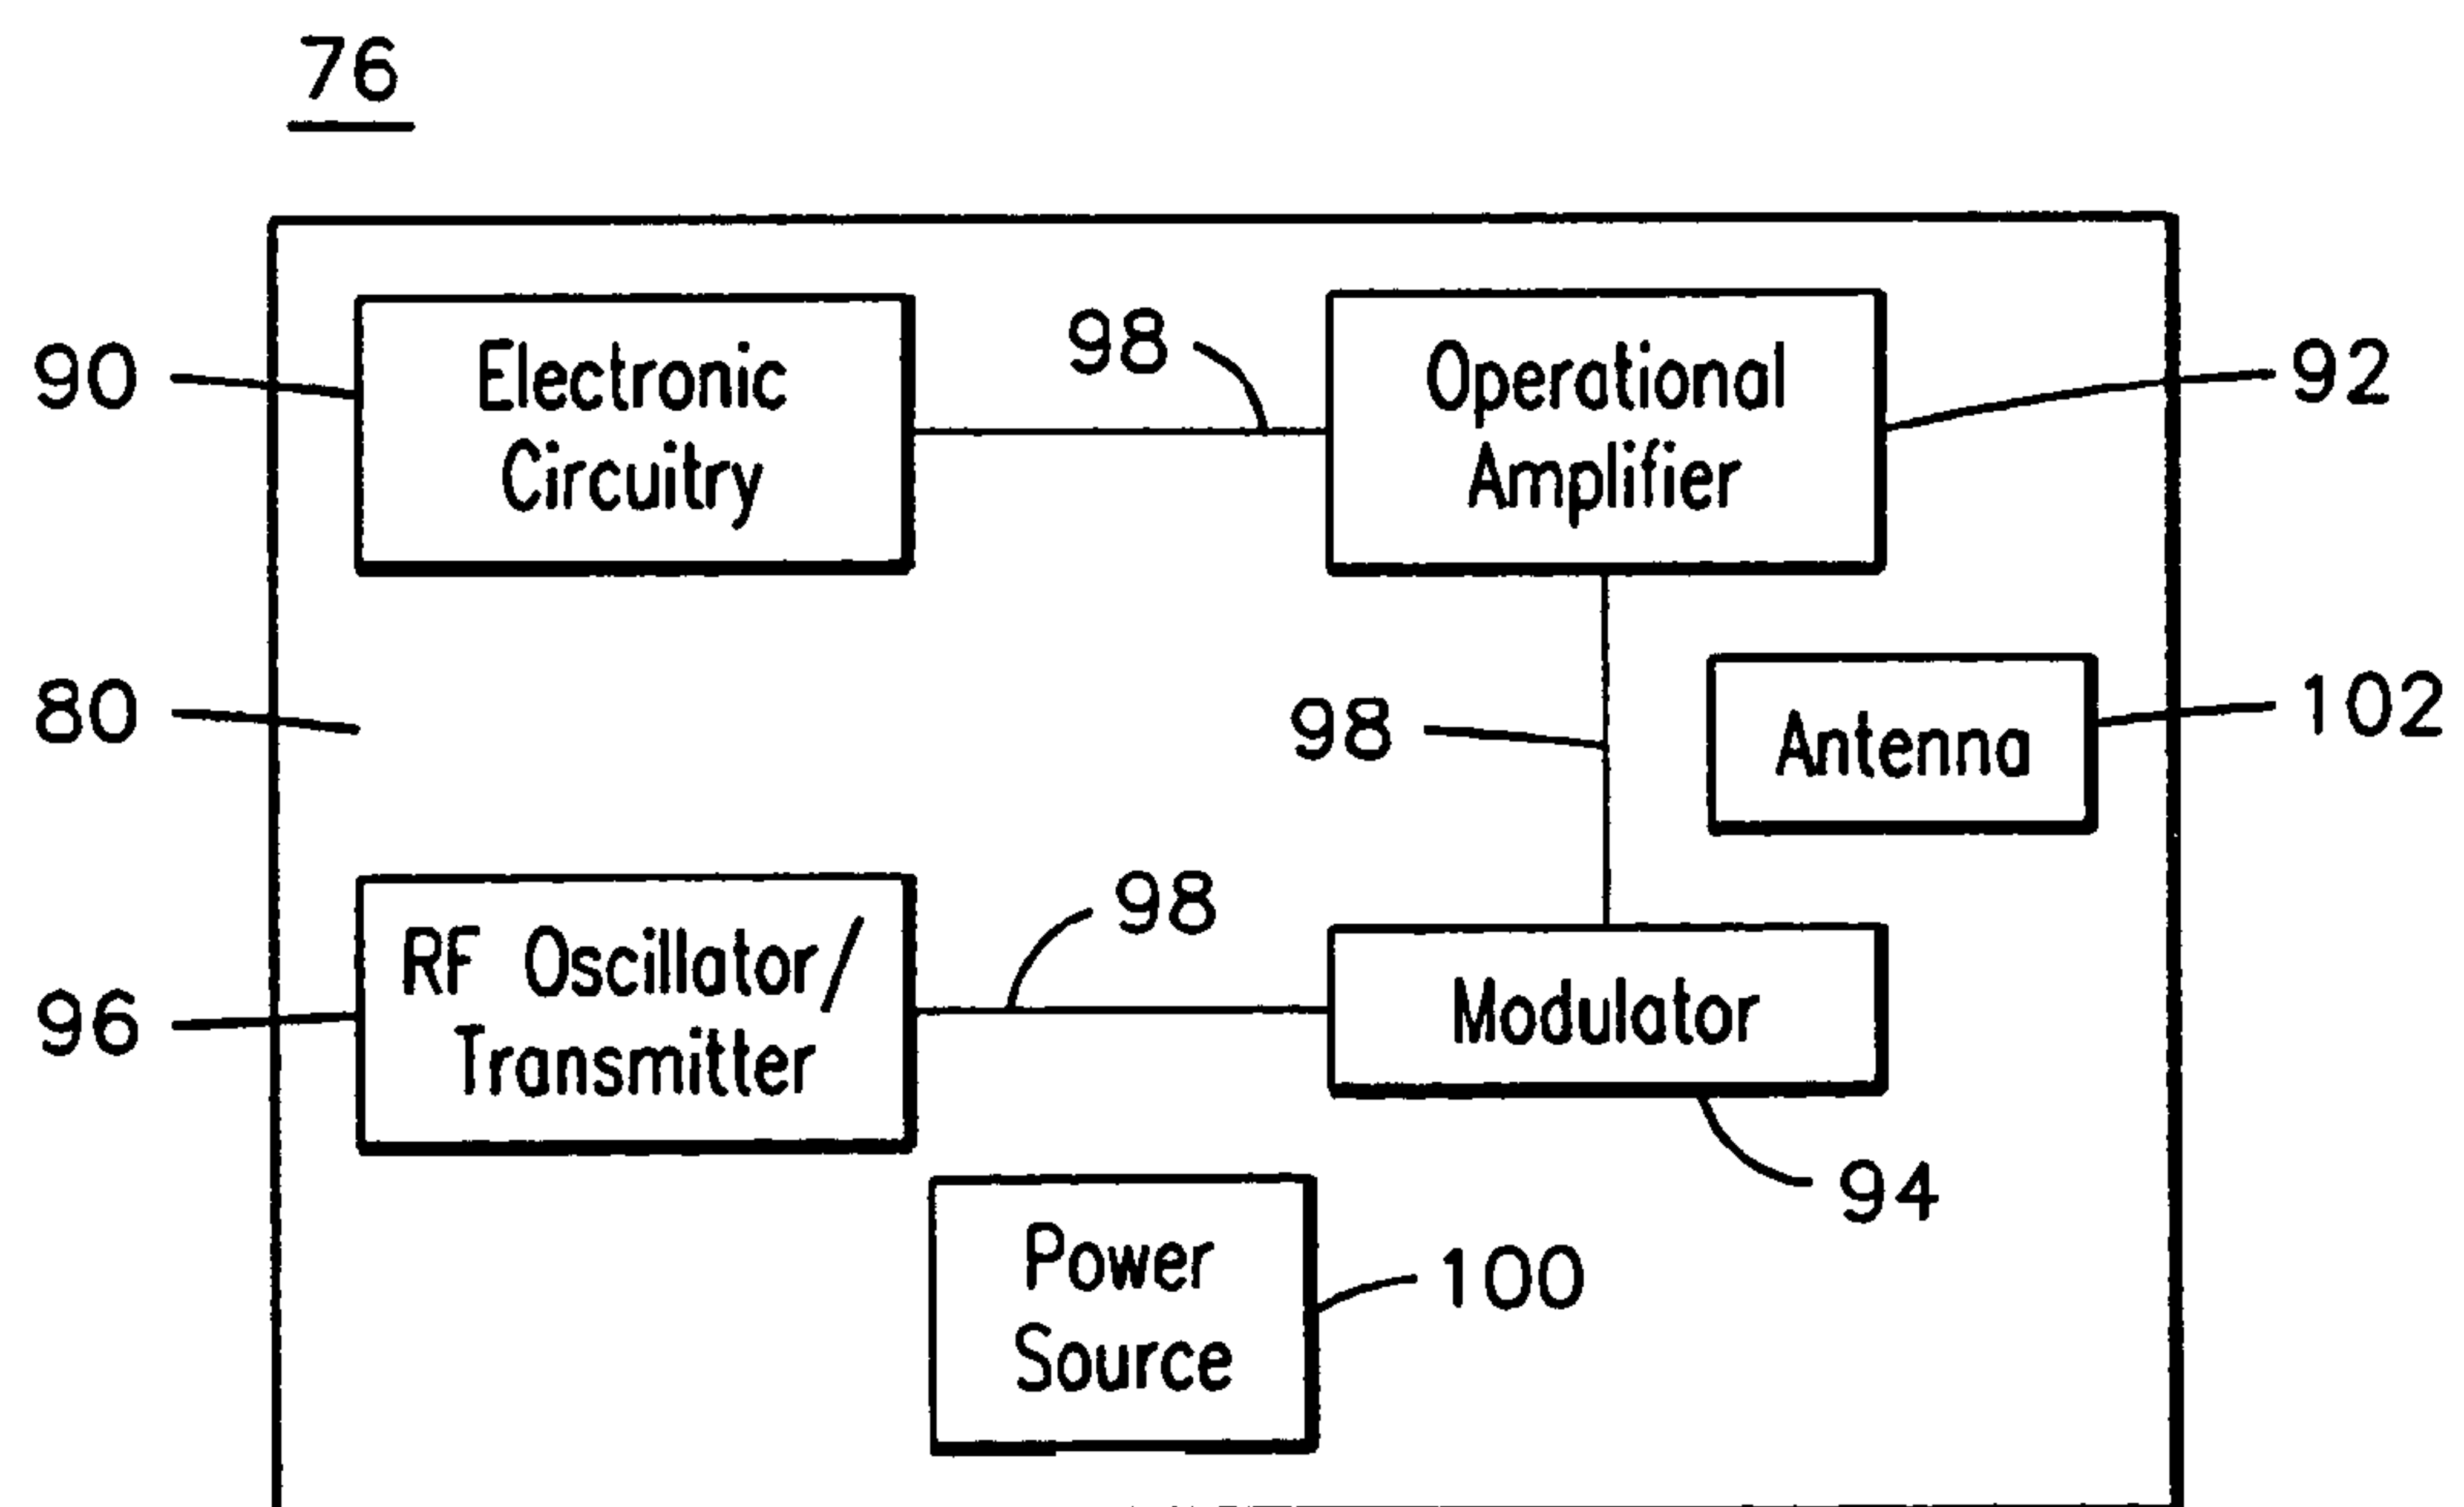 76
90
Electronic
Circuitry
98
Operational
Amplifier
92
80
98
Antenna
102
96
RF Oscillator/
Transmitter
98
Modulator
94
Power
Source
100